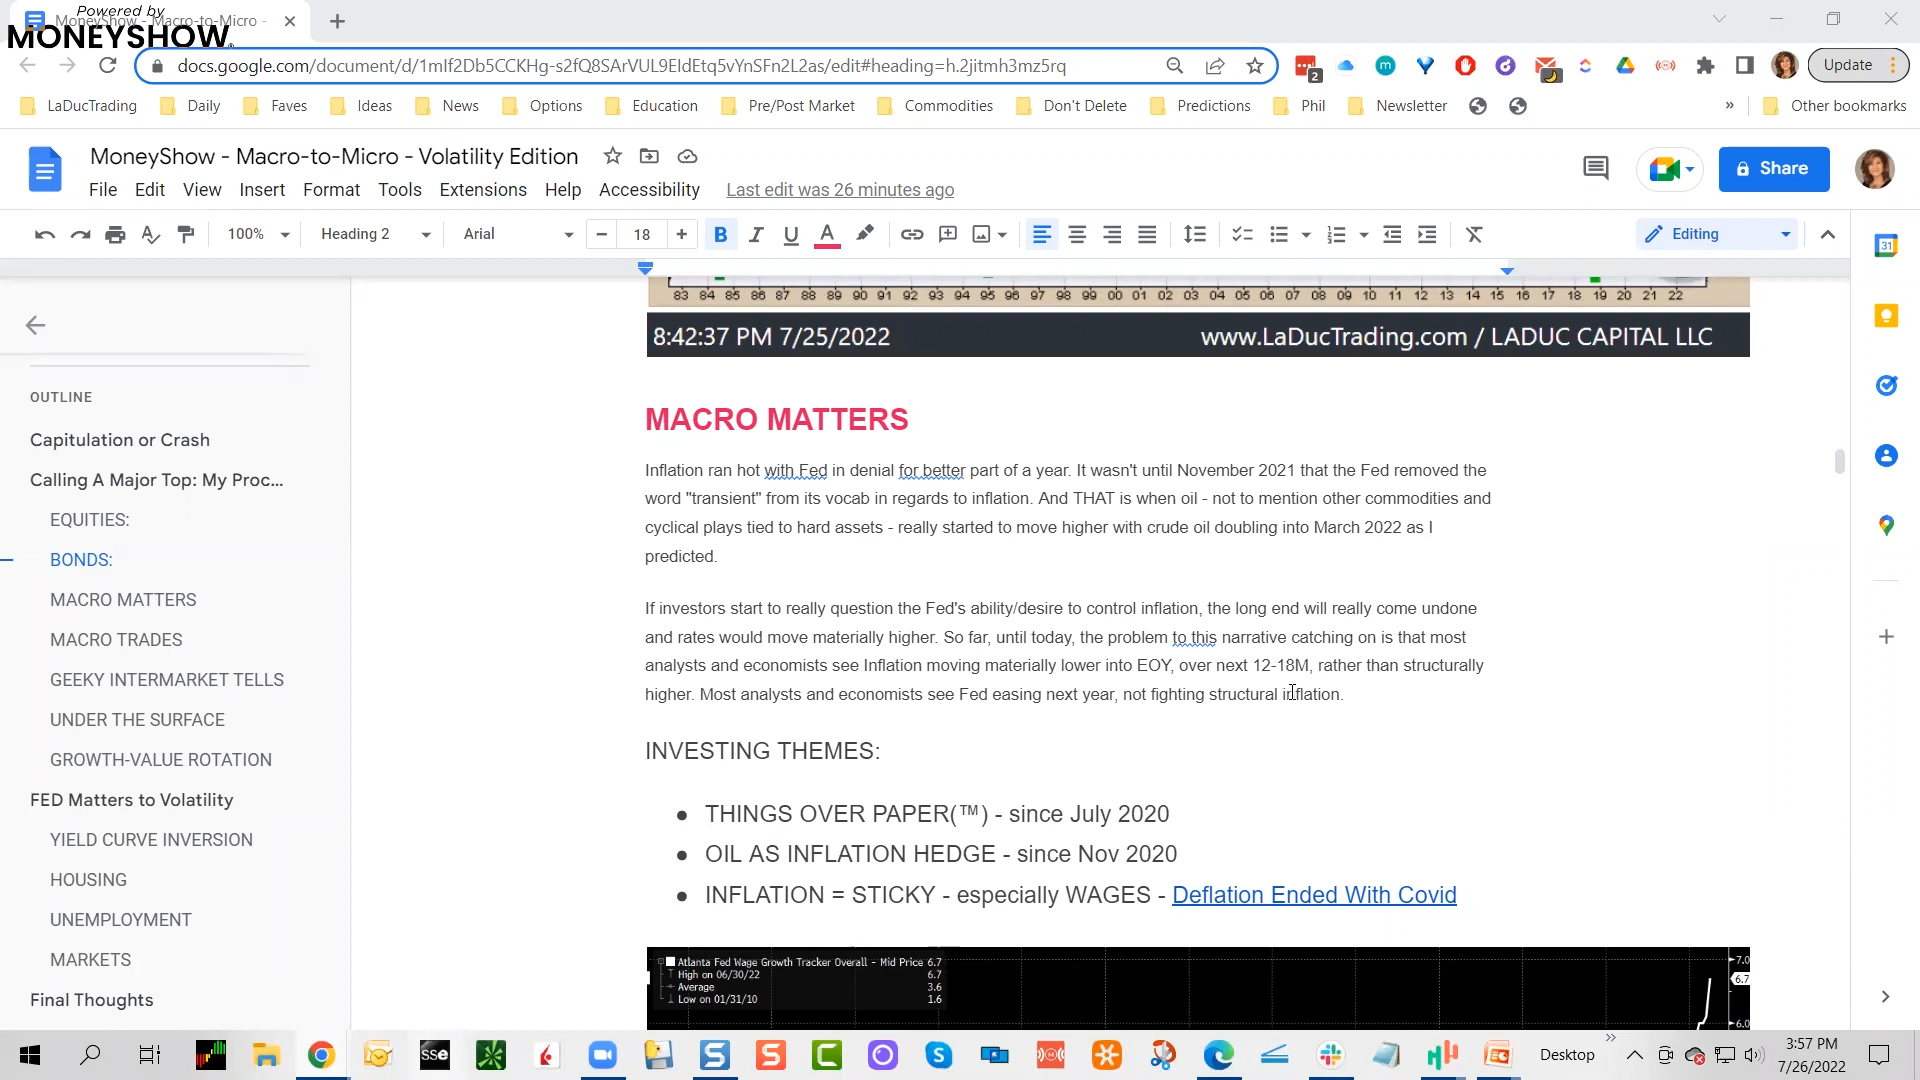 Powered by
MONEYSHOW
MoneyShow - Macro-to-Micro -
docs.google.com/document/d/1mIf2Db5CCKHg-s2fQ8SArVUL9EIdEtq5vYnSFn2L2as/edit#heading=h.2jitmh3mz5rq
2
Update
LaDucTrading Daily Faves Ideas News Options Education Pre/Post Market Commodities Don't Delete Predictions Phil Newsletter » Other bookmarks
MoneyShow - Macro-to-Micro - Volatility Edition
File Edit View Insert Format Tools Extensions Help Accessibility Last edit was 26 minutes ago
Share
100% Heading 2 Arial 18 B I U A Editing
31
83 84 85 86 87 88 89 90 91 92 93 94 95 96 97 98 99 00 01 02 03 04 05 06 07 08 09 10 11 12 13 14 15 16 17 18 19 20 21 22
8:42:37 PM 7/25/2022 www.LaDucTrading.com / LADUC CAPITAL LLC
OUTLINE
Capitulation or Crash
Calling A Major Top: My Proc...
EQUITIES:
BONDS:
MACRO MATTERS
MACRO TRADES
GEEKY INTERMARKET TELLS
UNDER THE SURFACE
GROWTH-VALUE ROTATION
FED Matters to Volatility
YIELD CURVE INVERSION
HOUSING
UNEMPLOYMENT
MARKETS
Final Thoughts
MACRO MATTERS
Inflation ran hot with Fed in denial for better part of a year. It wasn't until November 2021 that the Fed removed the
word "transient" from its vocab in regards to inflation. And THAT is when oil - not to mention other commodities and
cyclical plays tied to hard assets - really started to move higher with crude oil doubling into March 2022 as I
predicted.
If investors start to really question the Fed's ability/desire to control inflation, the long end will really come undone
and rates would move materially higher. So far, until today, the problem to this narrative catching on is that most
analysts and economists see Inflation moving materially lower into EOY, over next 12-18M, rather than structurally
higher. Most analysts and economists see Fed easing next year, not fighting structural inflation.
INVESTING THEMES:
● THINGS OVER PAPER(™) - since July 2020
● OIL AS INFLATION HEDGE - since Nov 2020
● INFLATION = STICKY - especially WAGES - Deflation Ended With Covid
Atlanta Fed Wage Growth Tracker Overall - Mid Price 6.7
High on 06/30/22 6.7
Average 3.6
Low on 01/31/10 1.6
7.0
6.7
6.0
Desktop
3:57 PM
7/26/2022